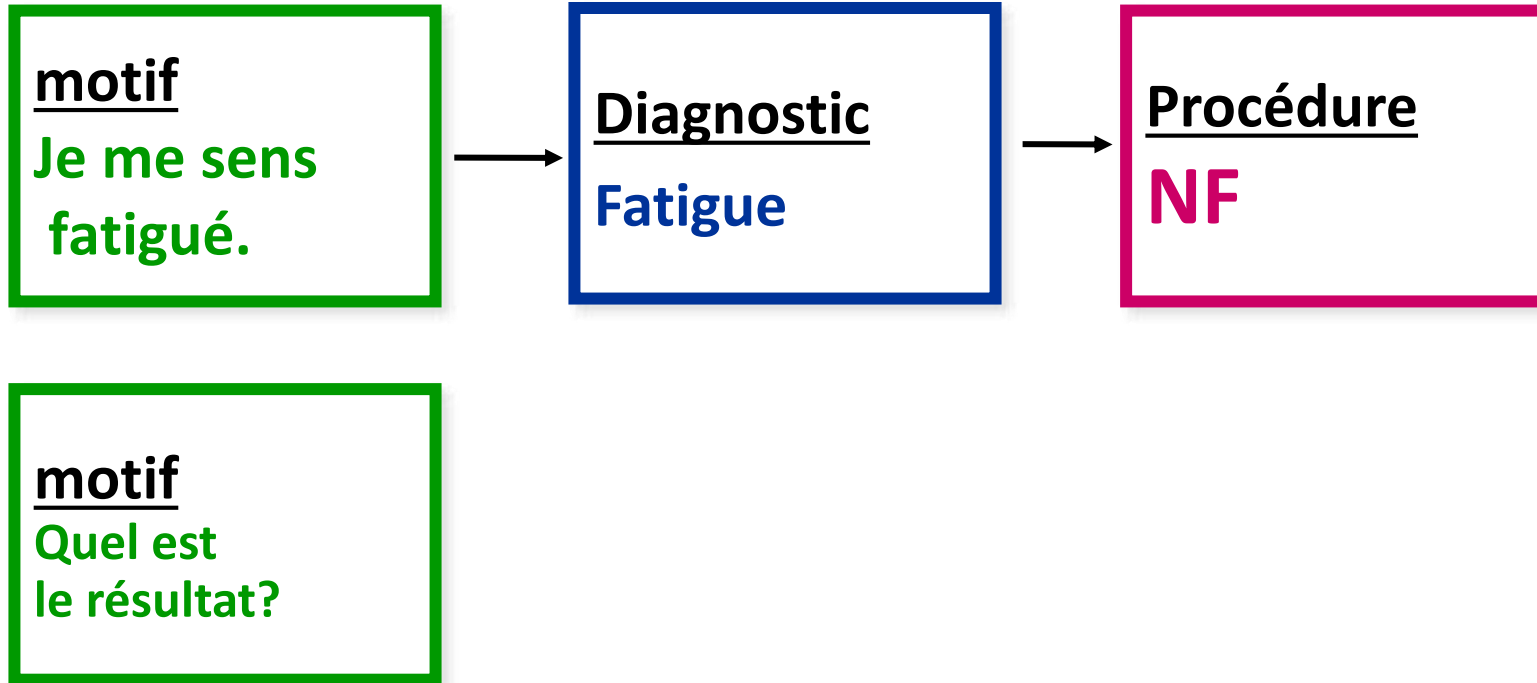 motif
Je me sens
fatigué.
Diagnostic
Fatigue
Procédure
NF
motif
Quel est
le résultat?